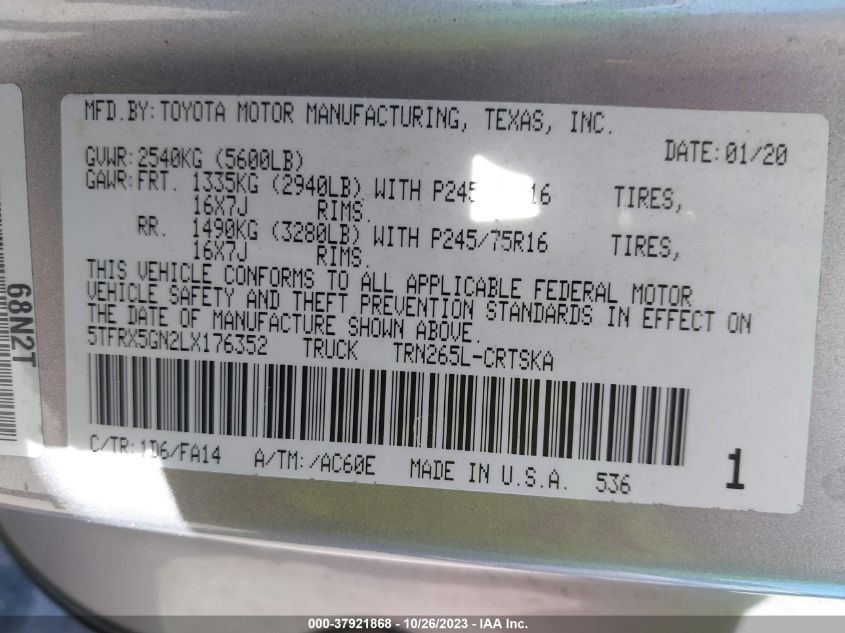 MFD.BY:TOYOTA MOTOR MANUFACTURING, TEXAS, INC.
DATE:01/20
GVWR:2540KG (5600LB)
GAWR:FRT. 1335KG (2940LB) WITH P245 16 TIRES,
16X7J RIMS.
RR. 1490KG (3280LB) WITH P245/75R16 TIRES,
16X7J RIMS.
THIS VEHICLE CONFORMS TO ALL APPLICABLE FEDERAL MOTOR
VEHICLE SAFETY AND THEFT PREVENTION STANDARDS IN EFFECT ON
THE DATE OF MANUFACTURE SHOWN ABOVE.
5TFRX5GN2LX176352 TRUCK TRN265L-CRTSKA
C/TR:1D6/FA14 A/TM:/AC60E MADE IN U.S.A. 536 1
68N2T
000-37921868 - 10/26/2023 - IAA Inc.